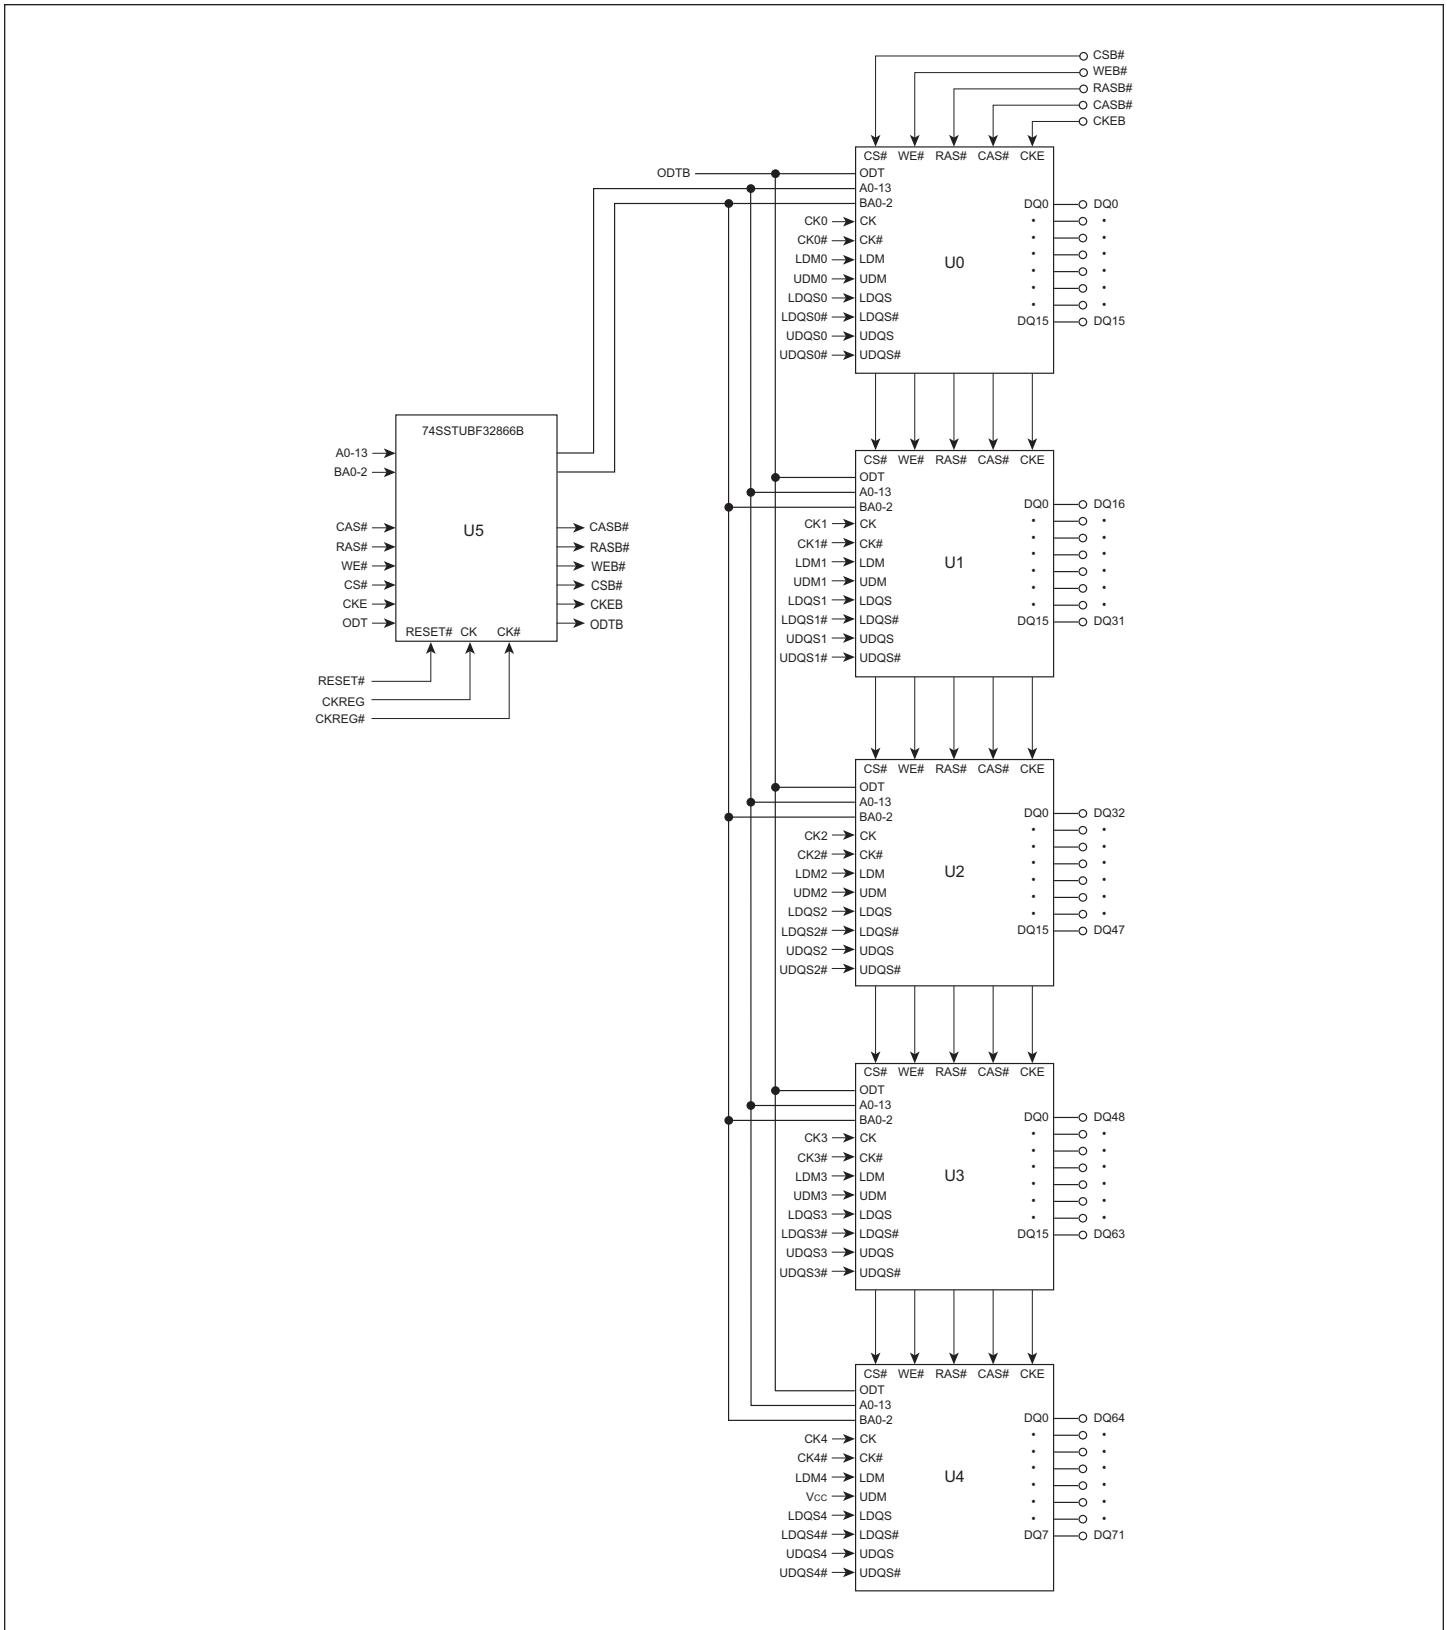 CSB#
WEB#
RASB#
CASB#
CKEB
CS# WE# RAS# CAS# CKE
ODTB
ODT
A0-13
BA0-2
DQ0 DQ0
CK0 CK
CK0# CK#
LDM0 LDM
U0
UDM0 UDM
LDQS0 LDQS
LDQS0# LDQS#
DQ15 DQ15
UDQS0 UDQS
UDQS0# UDQS#
74SSTUBF32866B
A0-13
BA0-2
U5
CAS# CASB#
RAS# RASB#
WE# WEB#
CS# CSB#
CKE CKEB
ODT ODTB
RESET# CK CK#
RESET#
CKREG
CKREG#
CS# WE# RAS# CAS# CKE
ODT
A0-13
BA0-2
DQ0 DQ16
CK1 CK
CK1# CK#
LDM1 LDM
U1
UDM1 UDM
LDQS1 LDQS
LDQS1# LDQS#
DQ15 DQ31
UDQS1 UDQS
UDQS1# UDQS#
CS# WE# RAS# CAS# CKE
ODT
A0-13
BA0-2
DQ0 DQ32
CK2 CK
CK2# CK#
LDM2 LDM
U2
UDM2 UDM
LDQS2 LDQS
LDQS2# LDQS#
DQ15 DQ47
UDQS2 UDQS
UDQS2# UDQS#
CS# WE# RAS# CAS# CKE
ODT
A0-13
BA0-2
DQ0 DQ48
CK3 CK
CK3# CK#
LDM3 LDM
U3
UDM3 UDM
LDQS3 LDQS
LDQS3# LDQS#
DQ15 DQ63
UDQS3 UDQS
UDQS3# UDQS#
CS# WE# RAS# CAS# CKE
ODT
A0-13
BA0-2
DQ0 DQ64
CK4 CK
CK4# CK#
LDM4 LDM
U4
Vcc UDM
LDQS4 LDQS
LDQS4# LDQS#
DQ7 DQ71
UDQS4 UDQS
UDQS4# UDQS#